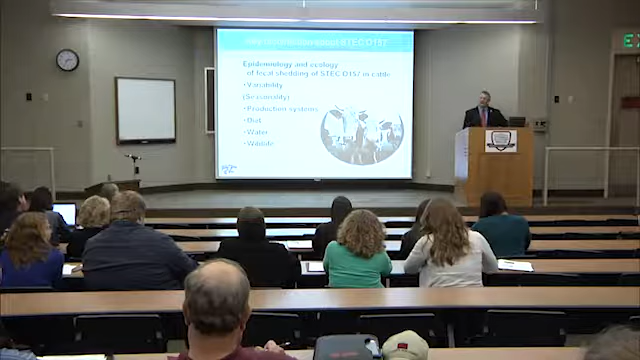 Epidemiology and ecology
of fecal shedding of STEC O157 in cattle
• Variability
(Seasonality)
• Production systems
• Diet
• Water
• Wildlife